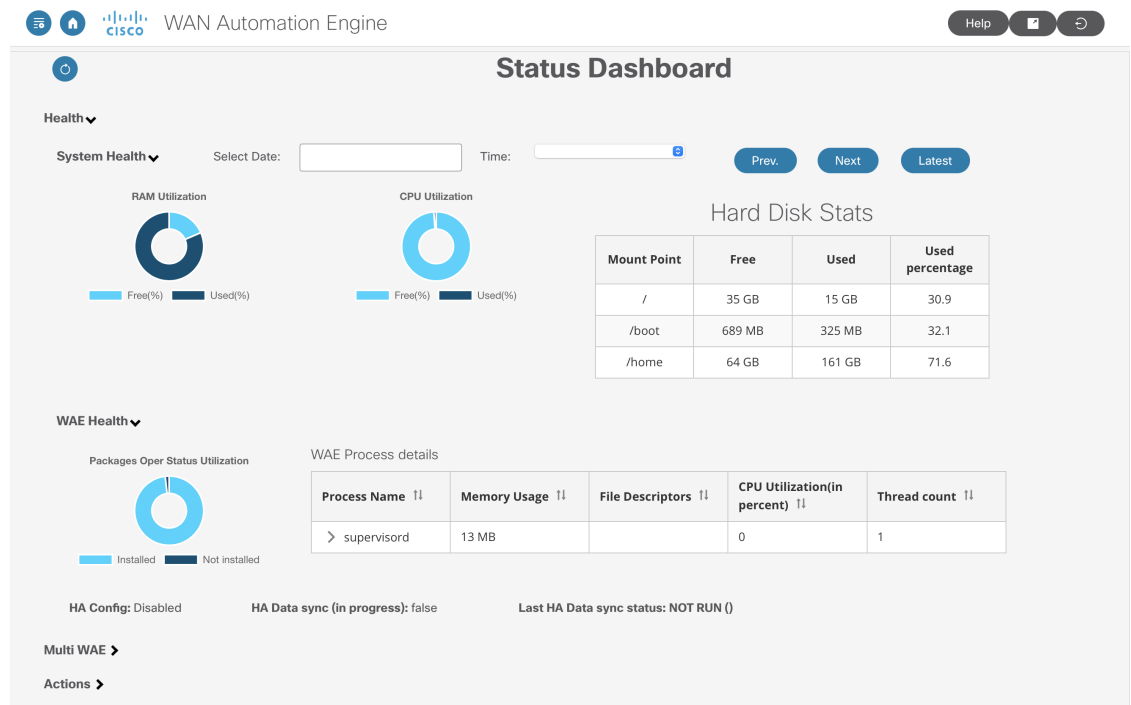 CISCO WAN Automation Engine Help
Status Dashboard
Health
System Health Select Date: Time: Prev. Next Latest
RAM Utilization CPU Utilization
Free(%) Used(%) Free(%) Used(%)
Hard Disk Stats
Mount Point Free Used Used percentage
/ 35 GB 15 GB 30.9
/boot 689 MB 325 MB 32.1
/home 64 GB 161 GB 71.6
WAE Health
Packages Oper Status Utilization
Installed Not installed
WAE Process details
Process Name Memory Usage File Descriptors CPU Utilization(in percent) Thread count
supervisord 13 MB 0 1
HA Config: Disabled HA Data sync (in progress): false Last HA Data sync status: NOT RUN ()
Multi WAE
Actions